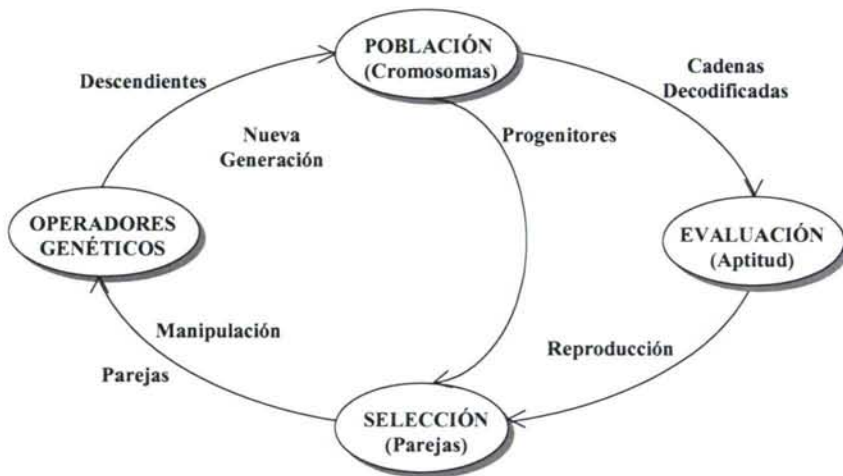 POBLACIÓN
(Cromosomas)
Descendientes
Cadenas
Decodificadas
Nueva
Generación
Progenitores
OPERADORES
GENÉTICOS
EVALUACIÓN
(Aptitud)
Manipulación
Reproducción
Parejas
SELECCIÓN
(Parejas)